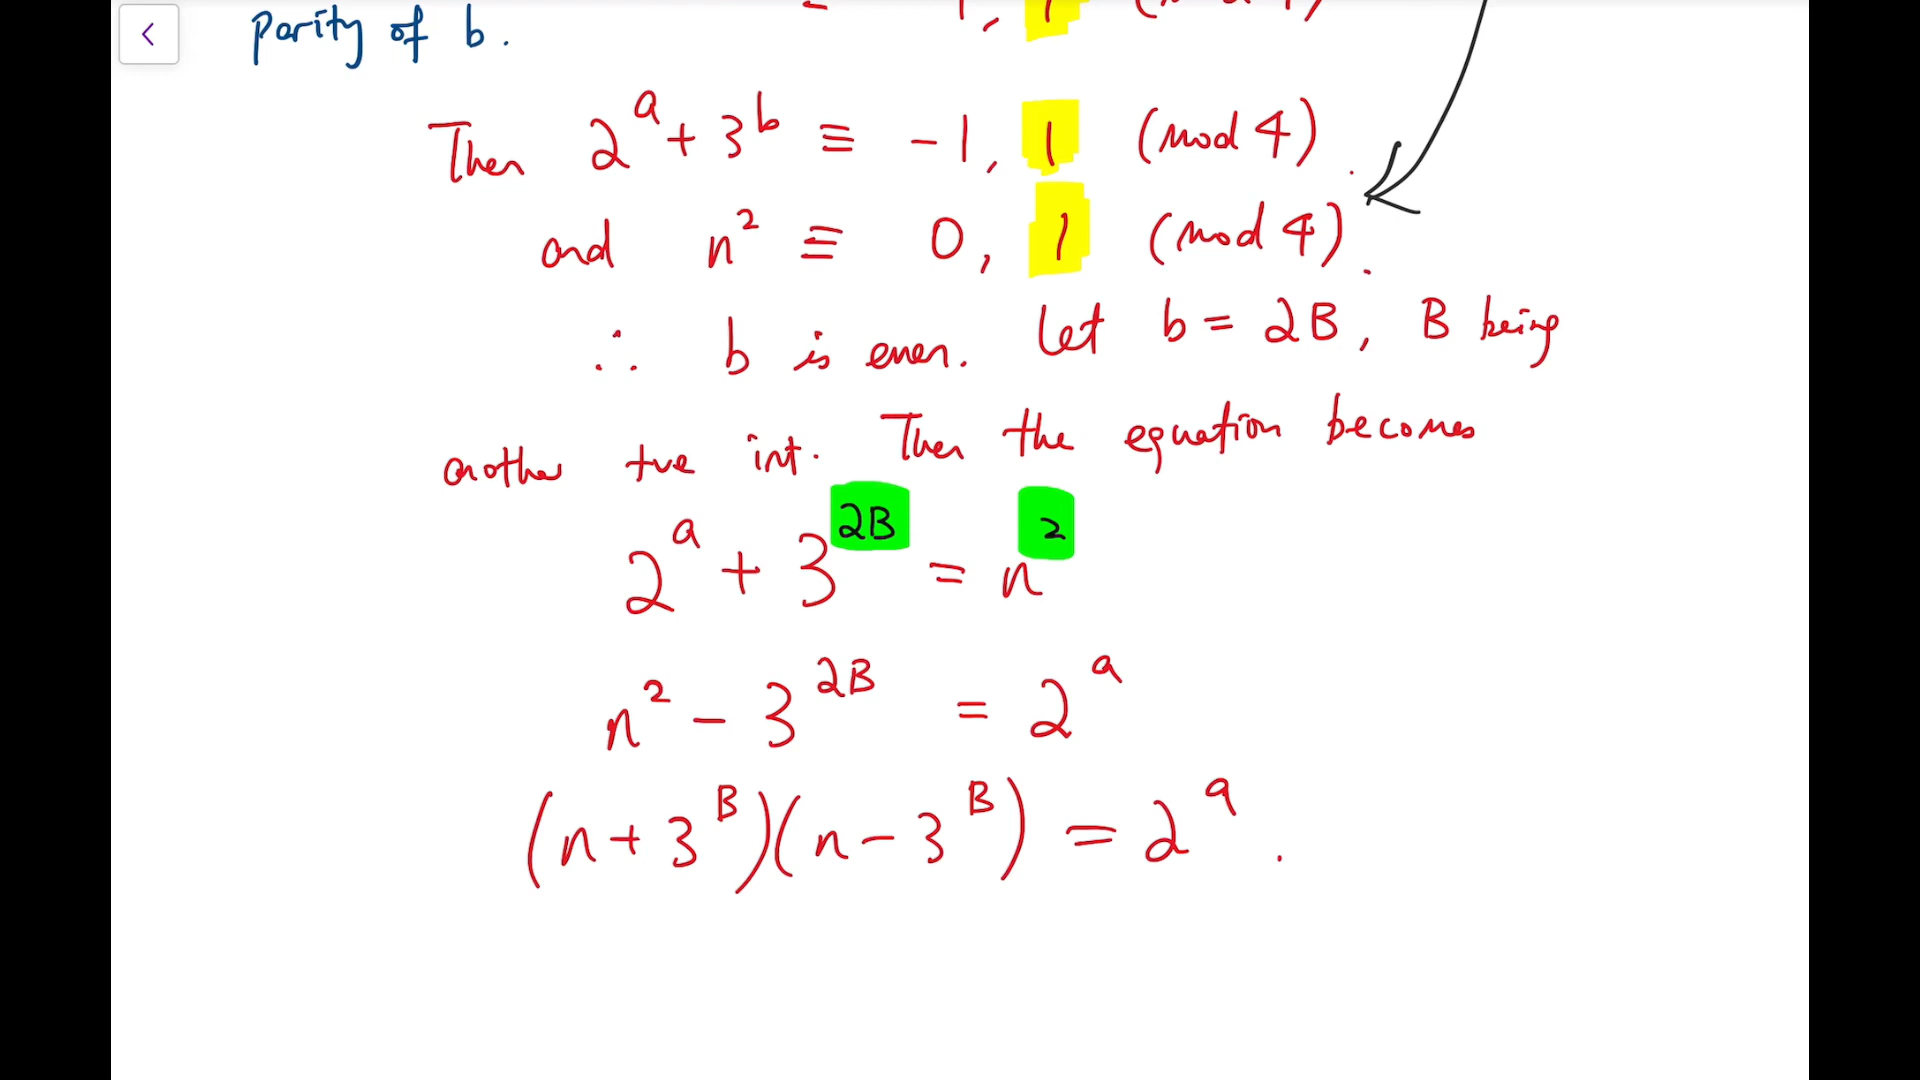 parity of b.
Then 2^a + 3^b ≡ -1, 1 (mod 4).
and n^2 ≡ 0, 1 (mod 4).
∴ b is even. Let b = 2B, B being
another +ve int. Then the equation becomes
2^a + 3^{2B} = n^2
n^2 - 3^{2B} = 2^a
(n + 3^B)(n - 3^B) = 2^a.